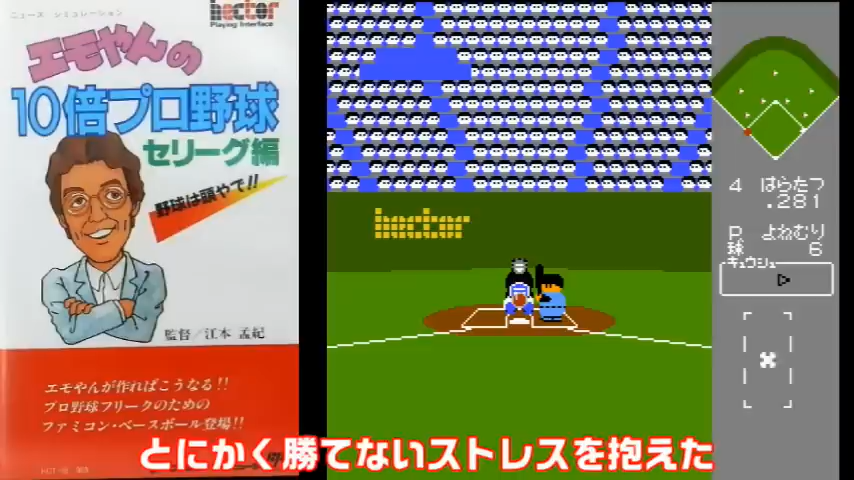 ニュース シミュレーション
hector
Playing Interface
エモやんの
10倍プロ野球
セリーグ編
野球は頭やで!!
監督／江本 孟紀
エモやんが作ればこうなる!!
プロ野球フリークのための
ファミコン・ベースボール登場!!
hector
4 はらたつ
.281
P よねむり
球 6
キュウシュ
とにかく勝てないストレスを抱えた